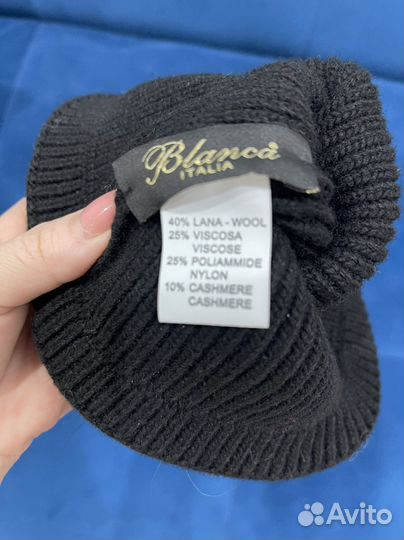 Blanca
ITALIA
40% LANA - WOOL
25% VISCOSA
VISCOSE
25% POLIAMMIDE
NYLON
10% CASHMERE
CASHMERE
Avito